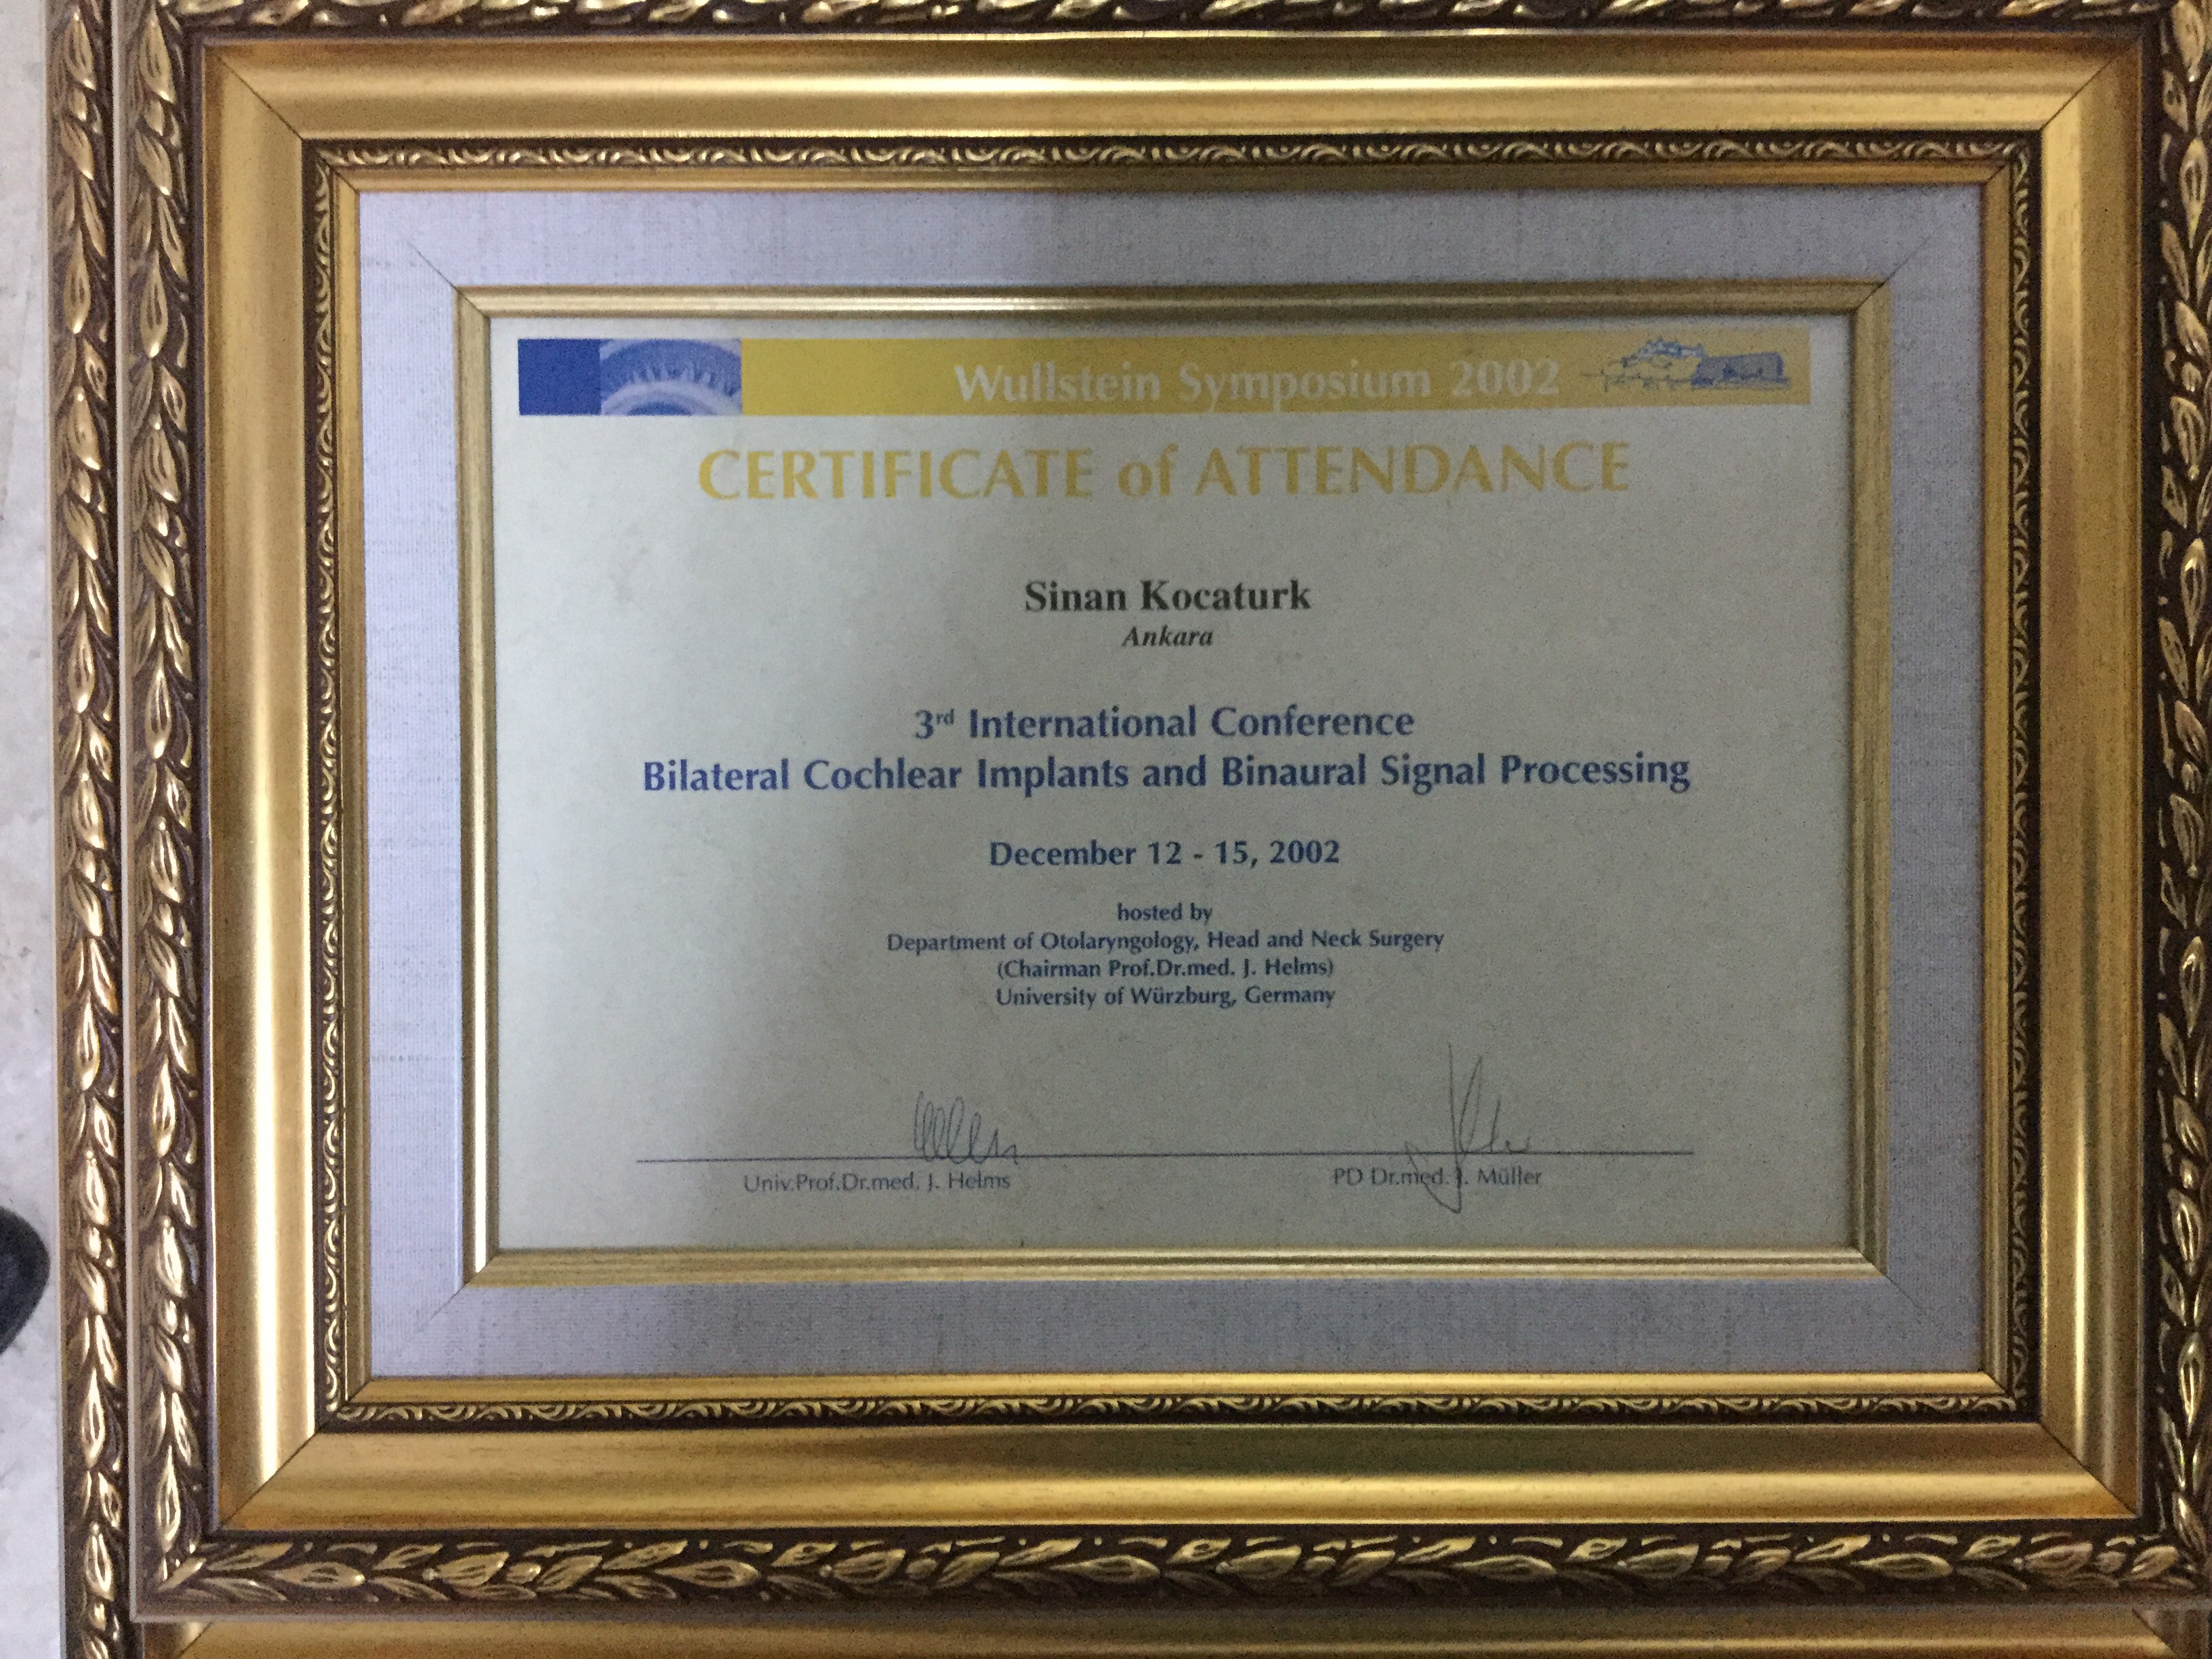 Wullstein Symposium 2002
CERTIFICATE of ATTENDANCE
Sinan Kocaturk
Ankara
3rd International Conference
Bilateral Cochlear Implants and Binaural Signal Processing
December 12 - 15, 2002
hosted by
Department of Otolaryngology, Head and Neck Surgery
(Chairman Prof.Dr.med. J. Helms)
University of Würzburg, Germany
Univ.Prof.Dr.med. J. Helms
PD Dr.med. J. Müller